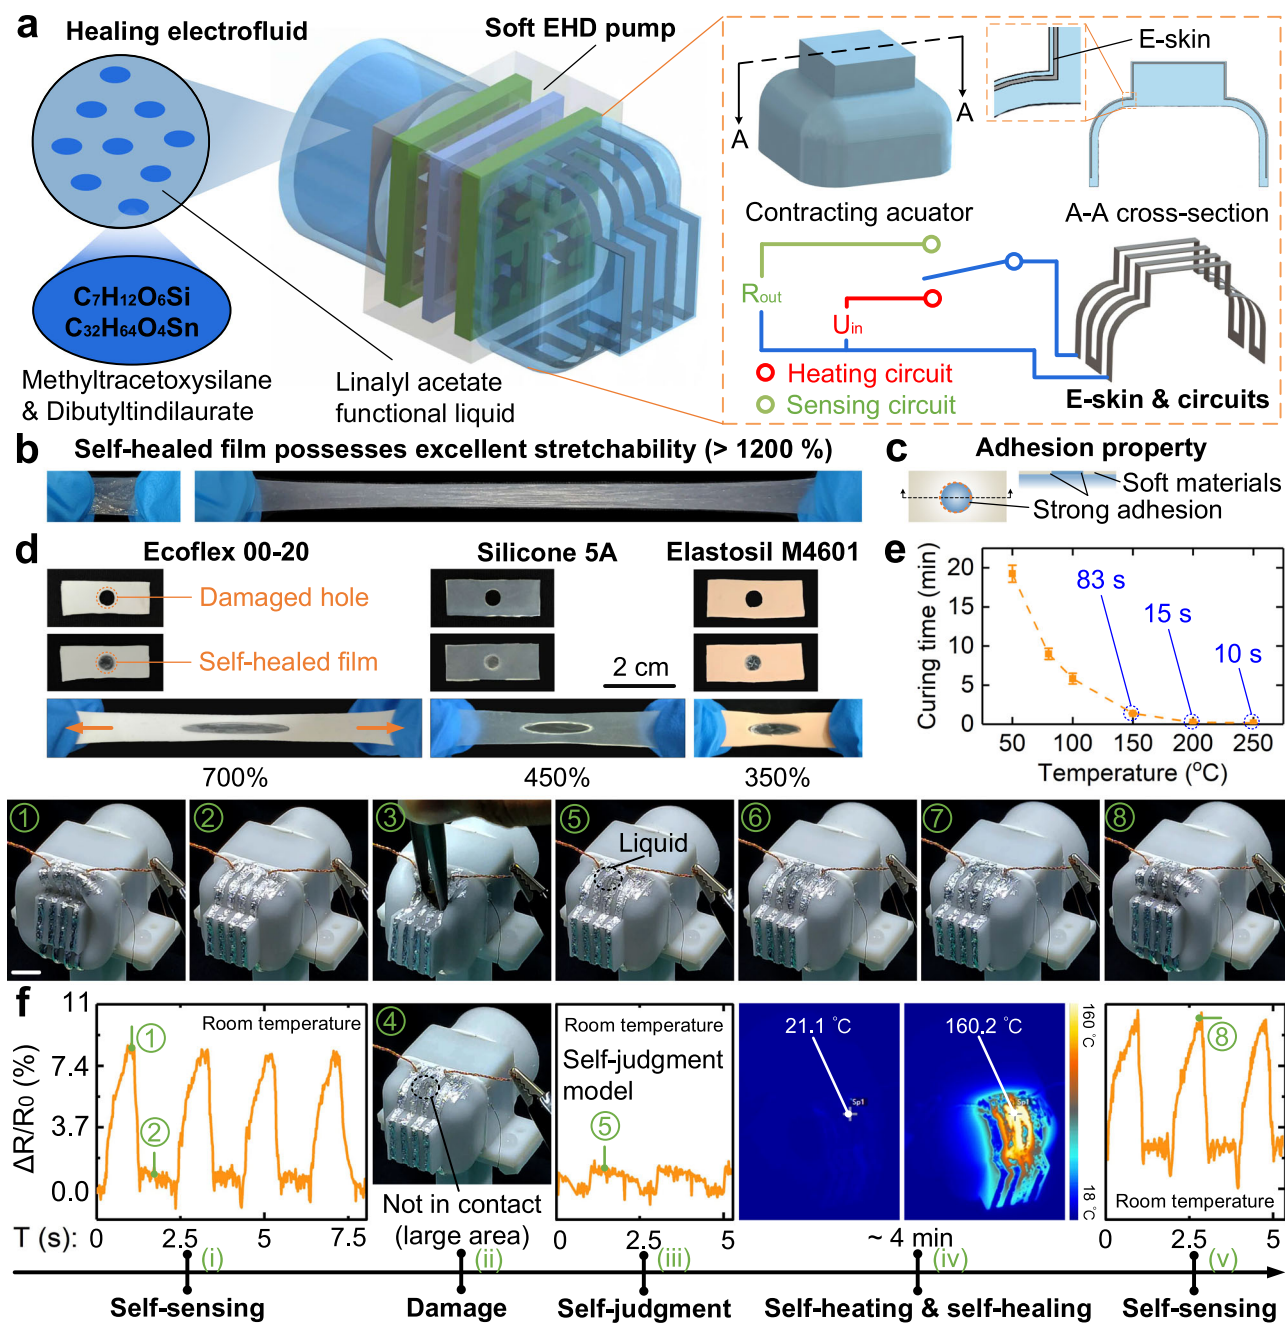 a
Healing electrofluid
Soft EHD pump
E-skin
A
A
C7H12O6Si
C32H64O4Sn
Contracting acuator
A-A cross-section
Rout
Uin
Methyltracetoxysilane
& Dibutyltindilaurate
Linalyl acetate
functional liquid
Heating circuit
Sensing circuit
E-skin & circuits
b
Self-healed film possesses excellent stretchability (> 1200 %)
c
Adhesion property
Soft materials
Strong adhesion
d
Ecoflex 00-20
Silicone 5A
Elastosil M4601
Damaged hole
Self-healed film
2 cm
700%
450%
350%
e
Curing time (min)
20
15
10
5
0
83 s
15 s
10 s
50
100
150
200
250
Temperature (°C)
①
②
③
⑤
Liquid
⑥
⑦
⑧
f
ΔR/R0 (%)
11
7.4
3.7
0.0
Room temperature
①
②
④
Not in contact
(large area)
Room temperature
Self-judgment
model
⑤
21.1 °C
Sp1
160.2 °C
Sp1
160 °C
18 °C
⑧
Room temperature
T (s):
0
2.5
5
7.5
0
2.5
5
~ 4 min
0
2.5
5
(i)
(ii)
(iii)
(iv)
(v)
Self-sensing
Damage
Self-judgment
Self-heating & self-healing
Self-sensing